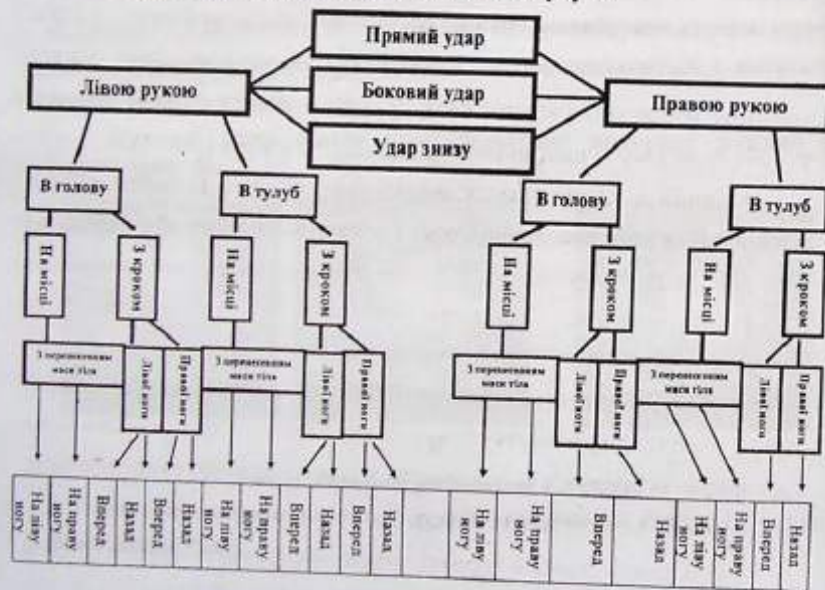 Прямий удар
Лівою рукою
Боковий удар
Правою рукою
Удар знизу
В голову
В тулуб
В голову
В тулуб
На місці
З кроком
На місці
З кроком
На місці
З кроком
На місці
З кроком
З перенесенням
маси тіла
Лівої ноги
Правої ноги
З перенесенням
маси тіла
Лівої ноги
Правої ноги
З перенесенням
маси тіла
Лівої ноги
Правої ноги
З перенесенням
маси тіла
Лівої ноги
Правої ноги
На ліву
ногу
На праву
ногу
Вперед
Назад
Вперед
Назад
На ліву
ногу
На праву
ногу
Вперед
Назад
Вперед
Назад
На ліву
ногу
На праву
ногу
Вперед
Назад
На ліву
ногу
На праву
ногу
Вперед
Назад